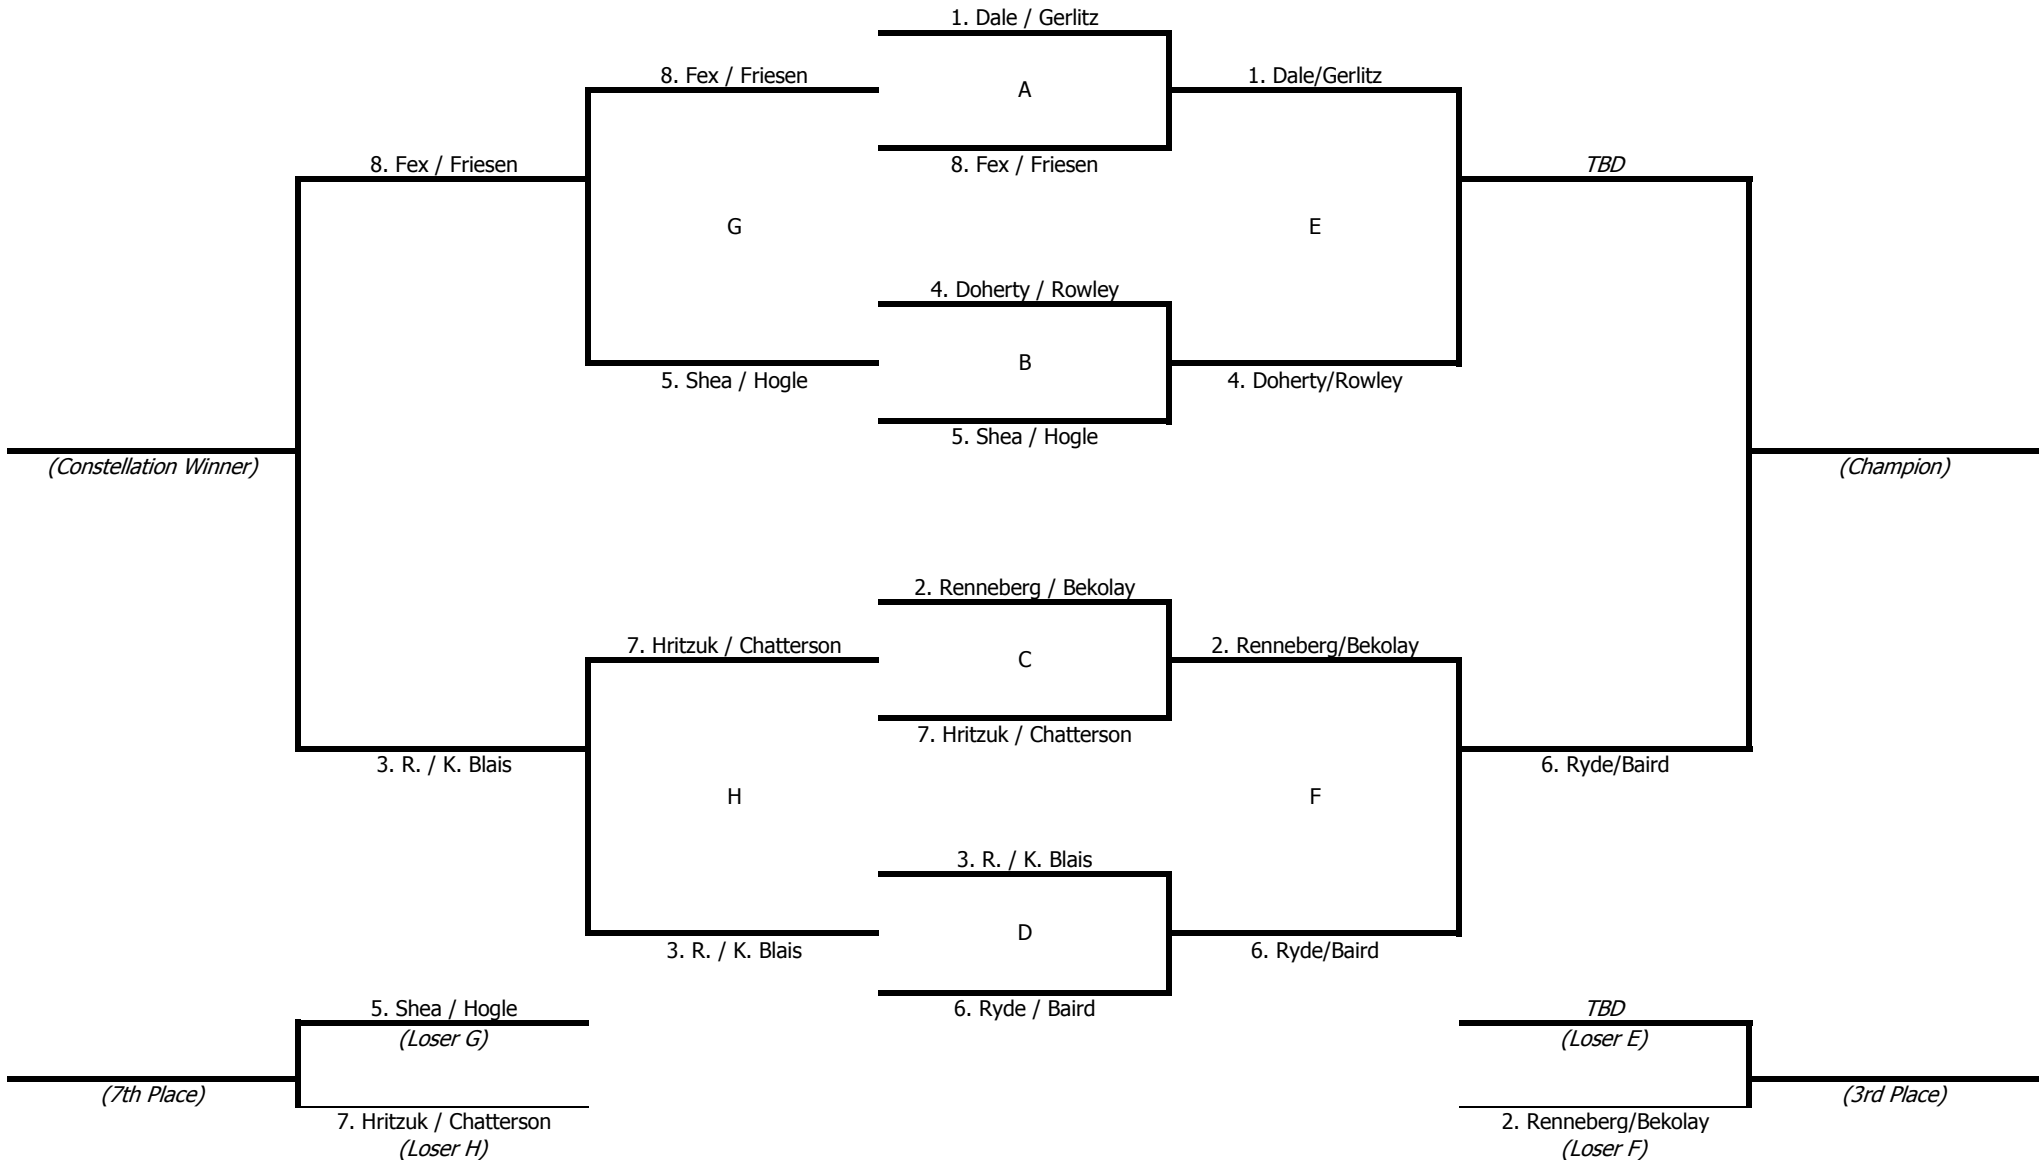 1. Dale / Gerlitz
8. Fex / Friesen
A
1. Dale/Gerlitz
8. Fex / Friesen
8. Fex / Friesen
TBD
G
E
4. Doherty / Rowley
B
5. Shea / Hogle
4. Doherty/Rowley
5. Shea / Hogle
(Constellation Winner)
(Champion)
2. Renneberg / Bekolay
7. Hritzuk / Chatterson
C
2. Renneberg/Bekolay
7. Hritzuk / Chatterson
3. R. / K. Blais
6. Ryde/Baird
H
F
3. R. / K. Blais
D
3. R. / K. Blais
6. Ryde/Baird
5. Shea / Hogle
6. Ryde / Baird
TBD
(Loser G)
(Loser E)
(7th Place)
(3rd Place)
7. Hritzuk / Chatterson
2. Renneberg/Bekolay
(Loser H)
(Loser F)